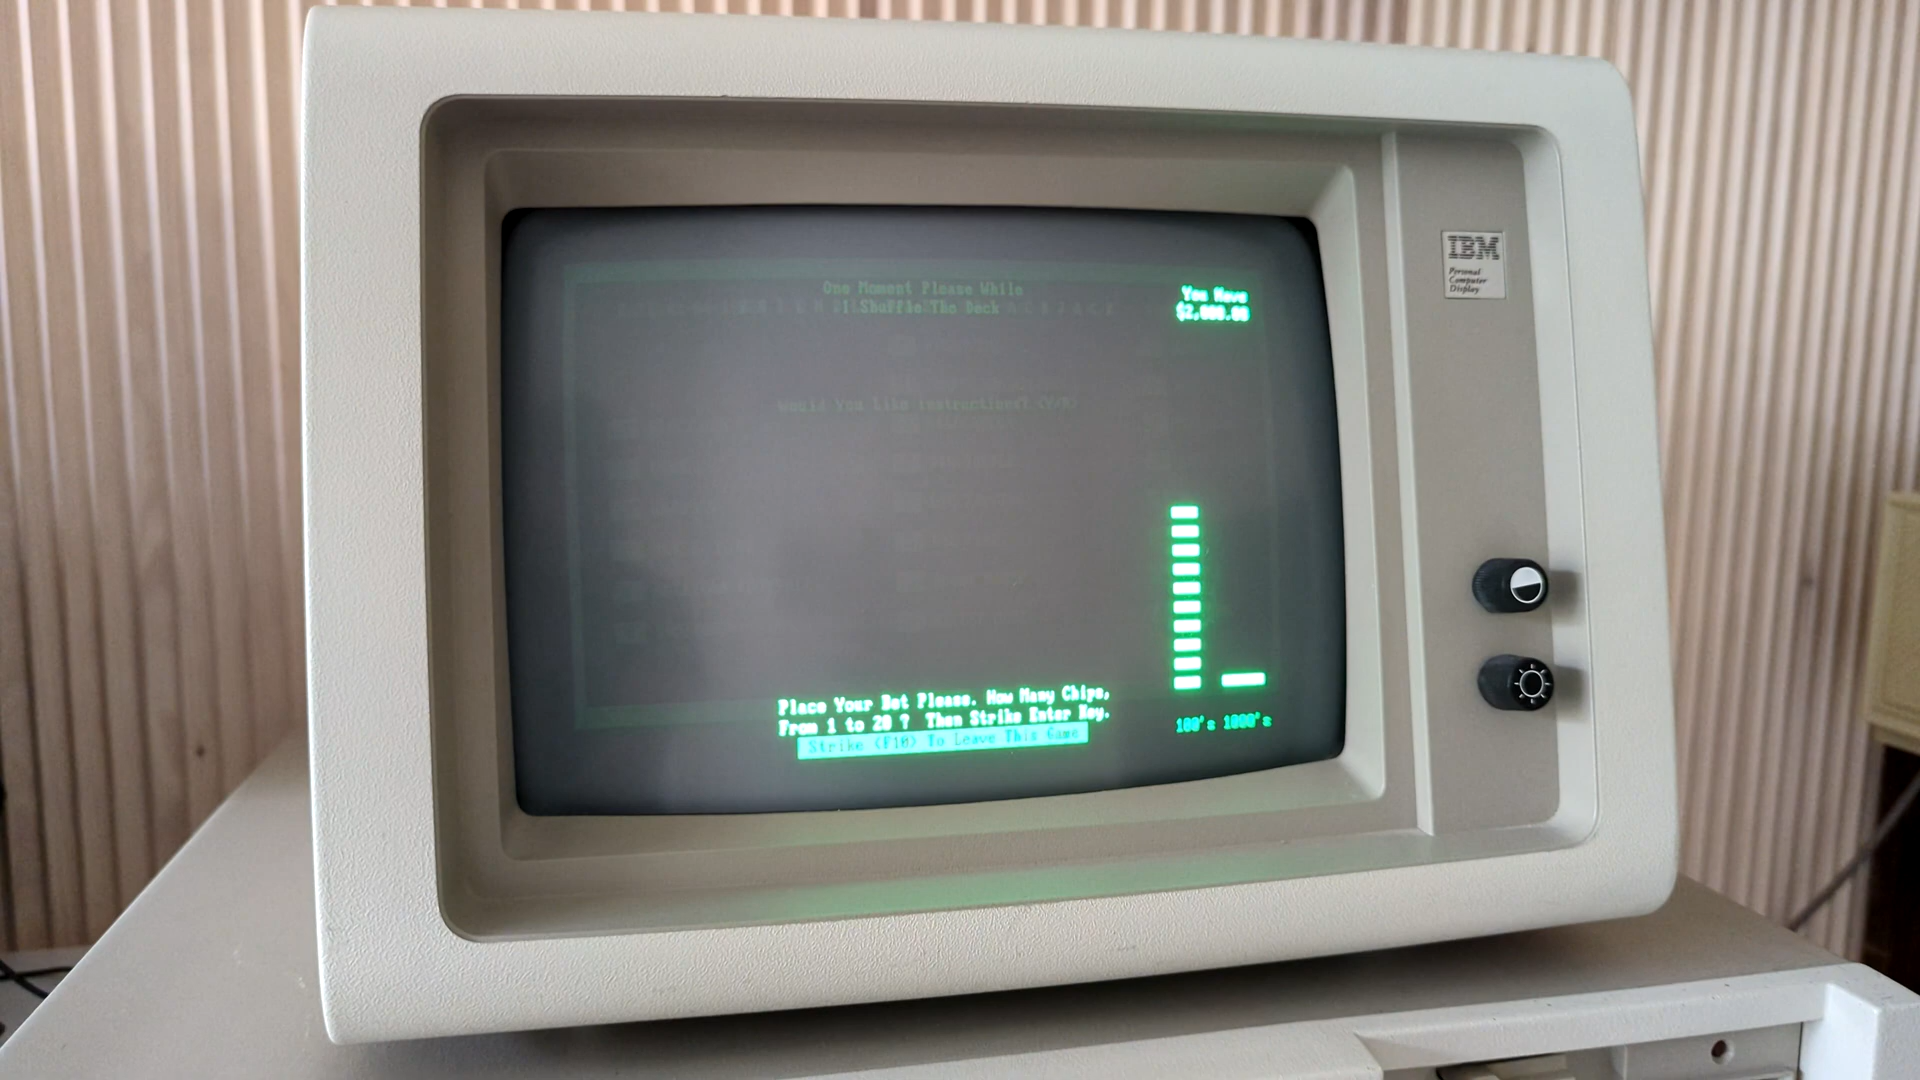 One Moment Please While
I Shuffle The Deck
You Have
$2,000.00
Would You Like Instructions? (Y/N)
Place Your Bet Please. How Many Chips,
From 1 to 20 ? Then Strike Enter Key.
Strike (F10) To Leave This Game
100's 1000's
IBM
Personal
Computer
Display